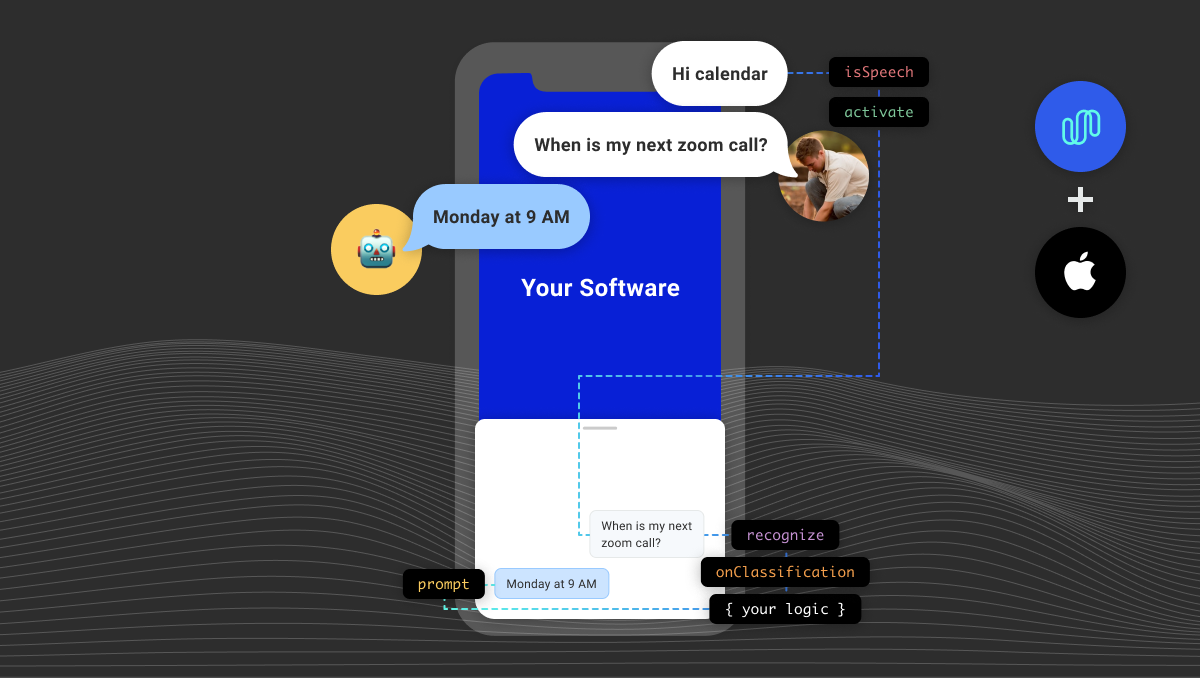 Hi calendar
isSpeech
activate
When is my next zoom call?
Monday at 9 AM
Your Software
When is my next
zoom call?
recognize
onClassification
prompt
Monday at 9 AM
{ your logic }